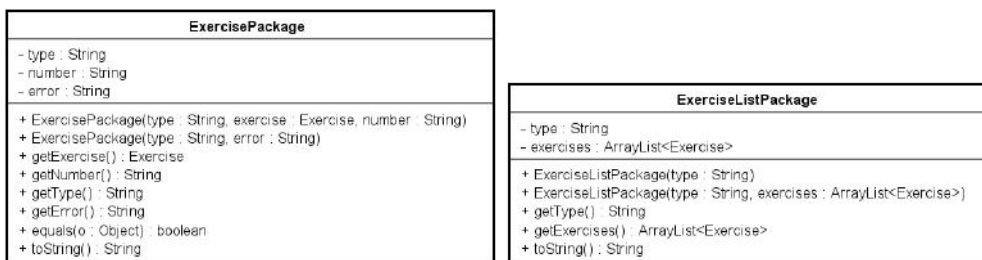 ExercisePackage
- type : String
- number : String
- error : String
+ ExercisePackage(type : String, exercise : Exercise, number : String)
+ ExercisePackage(type : String, error : String)
+ getExercise() : Exercise
+ getNumber() : String
+ getType() : String
+ getError() : String
+ equals(o : Object) : boolean
+ toString() : String
ExerciseListPackage
- type : String
- exercises : ArrayList<Exercise>
+ ExerciseListPackage(type : String)
+ ExerciseListPackage(type : String, exercises : ArrayList<Exercise>)
+ getType() : String
+ getExercises() : ArrayList<Exercise>
+ toString() : String